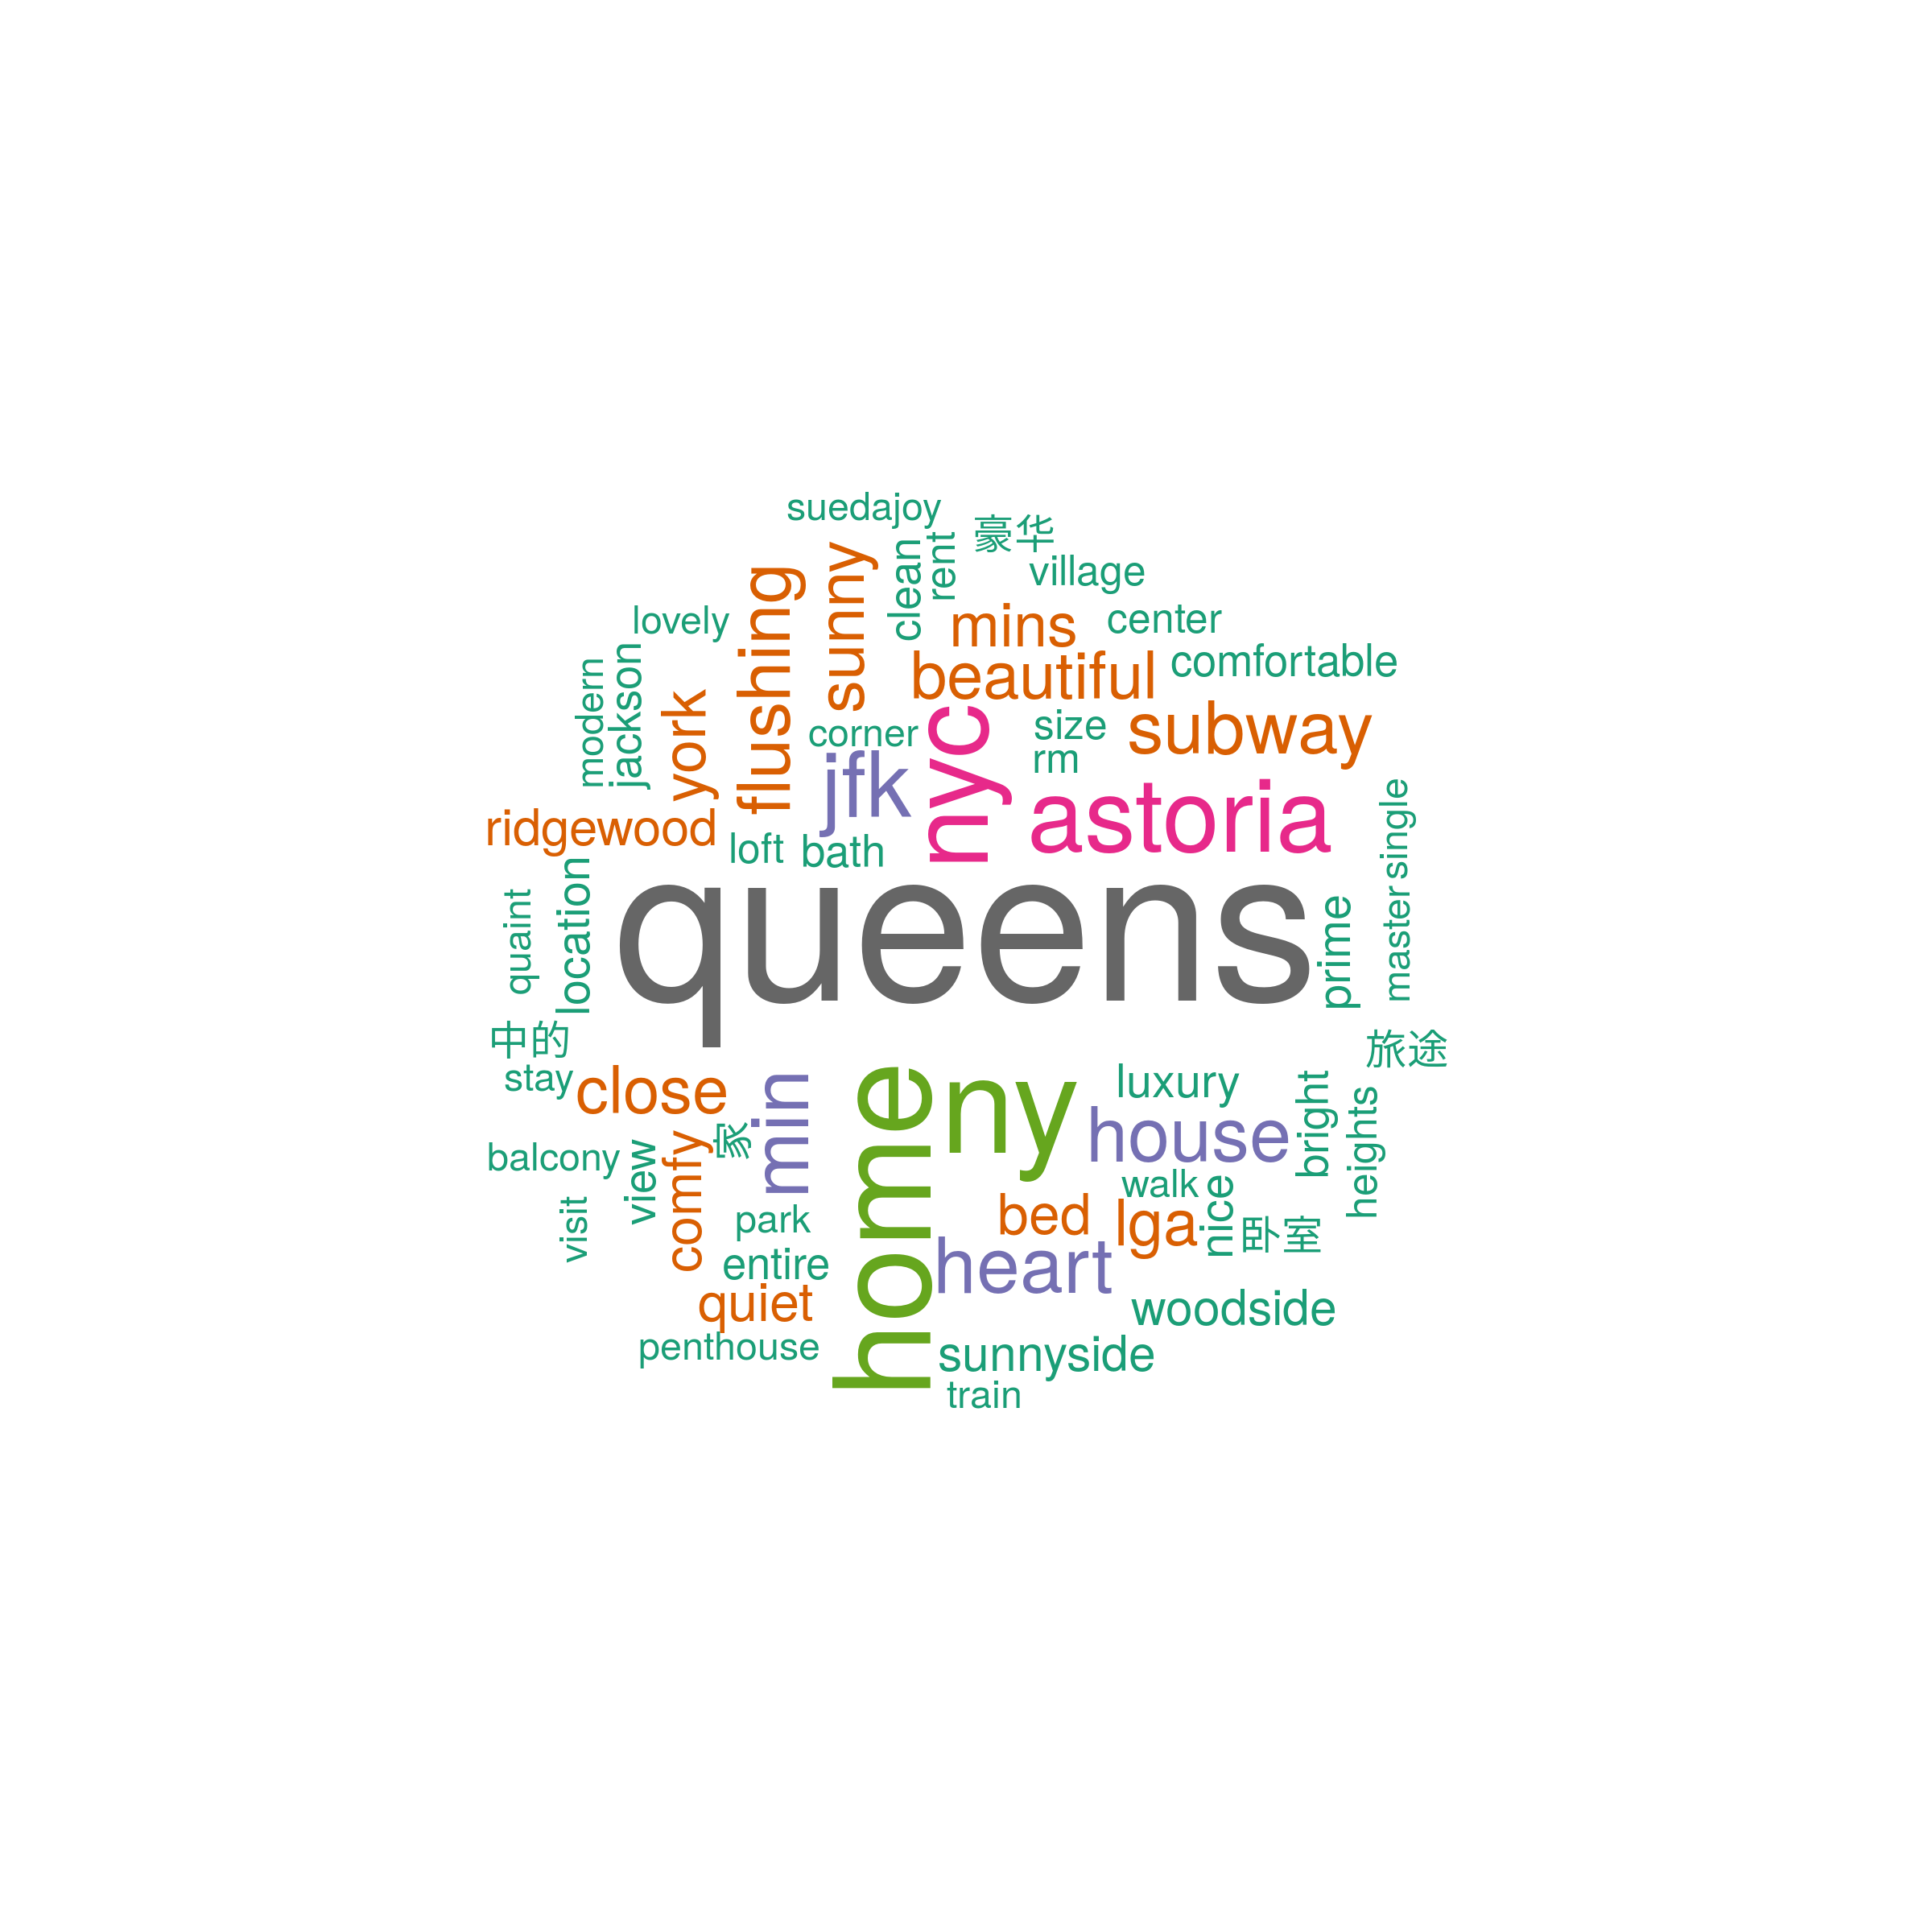 suedajoy
豪华
clean
rent
village
sunny
flushing
lovely
mins
center
beautiful
comfortable
modern
jackson
york
corner
nyc
size
subway
rm
jfk
astoria
single
ridgewood
loft
bath
queens
quaint
location
prime
master
中的
旅途
stay
close
min
home
ny
luxury
house
bright
heights
balcony
view
comfy
家
walk
visit
park
bed
lga
nice
卧室
entire
heart
quiet
woodside
penthouse
sunnyside
train